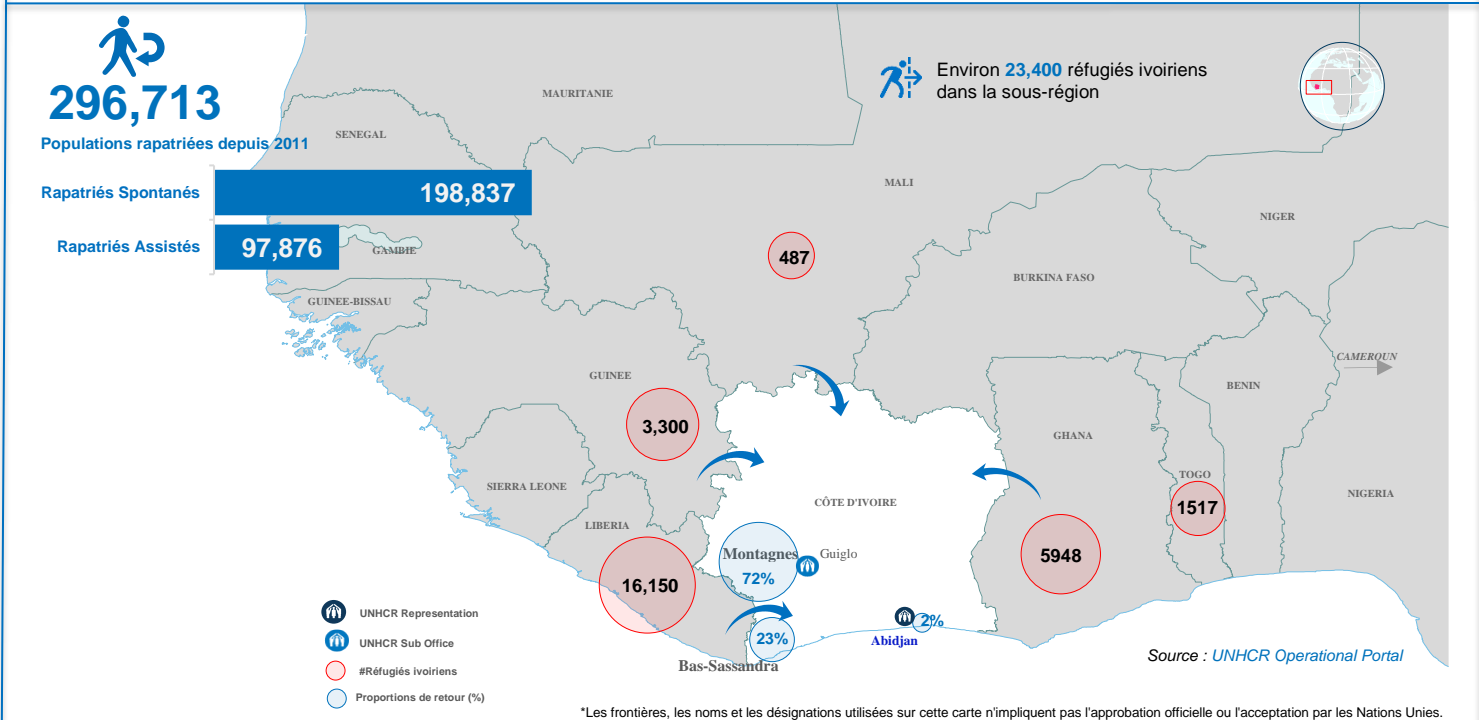 296,713
Populations rapatriées depuis 2011
Rapatriés Spontanés
198,837
Rapatriés Assistés
97,876
Environ 23,400 réfugiés ivoiriens
dans la sous-région
MAURITANIE
SENEGAL
MALI
NIGER
GAMBIE
487
BURKINA FASO
GUINEE-BISSAU
CAMEROUN
GUINEE
BENIN
3,300
GHANA
TOGO
SIERRA LEONE
CÔTE D'IVOIRE
NIGERIA
1517
LIBERIA
Montagnes
72%
Guiglo
5948
16,150
23%
2%
Abidjan
Bas-Sassandra
UNHCR Representation
UNHCR Sub Office
#Réfugiés ivoiriens
Proportions de retour (%)
Source : UNHCR Operational Portal
*Les frontières, les noms et les désignations utilisées sur cette carte n'impliquent pas l'approbation officielle ou l'acceptation par les Nations Unies.